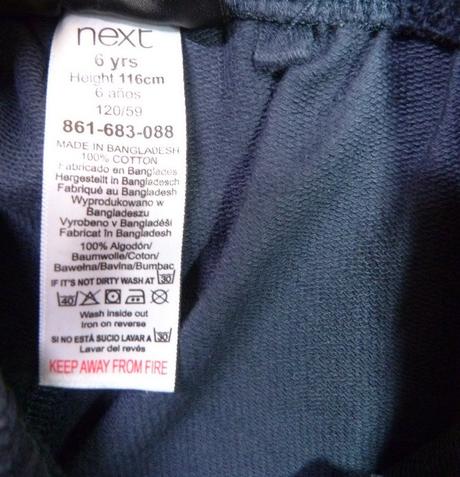 next
6 yrs
Height 116cm
6 años
120/59
861-683-088
MADE IN BANGLADESH
100% COTTON
Fabricado en Bangladesh
Hergestellt in Bangladesch
Fabriqué au Bangladesh
Wyprodukowano w
Bangladeszu
Vyrobeno v Bangladéši
Fabricat În Bangladesh
100% Algodón/
Baumwolle/Coton/
Bawełna/Bavlna/Bumbac
IF IT'S NOT DIRTY WASH AT 30
40
Wash inside out
Iron on reverse
SI NO ESTÁ SUCIO LAVAR A 30
Lavar del revés
KEEP AWAY FROM FIRE